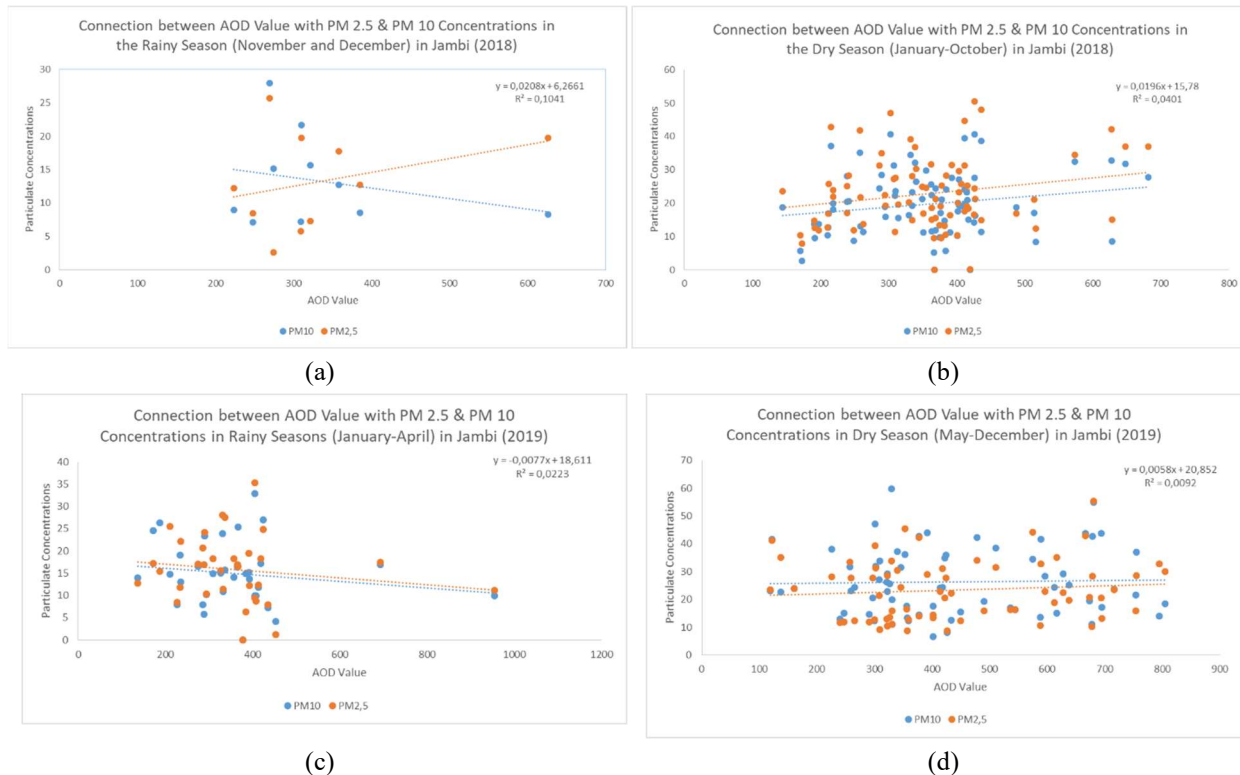 Connection between AOD Value with PM 2.5 & PM 10 Concentrations in
the Rainy Season (November and December) in Jambi (2018)
30
25
20
15
10
5
0
Particulate Concentrations
y = 0,0208x + 6,2661
R² = 0,1041
0 100 200 300 400 500 600 700
AOD Value
PM10 PM2,5
(a)
Connection between AOD Value with PM 2.5 & PM 10 Concentrations in
the Dry Season (January-October) in Jambi (2018)
60
50
40
30
20
10
0
Particulate Concentrations
y = 0,0196x + 15,78
R² = 0,0401
0 100 200 300 400 500 600 700 800
AOD Value
PM10 PM2,5
(b)
Connection between AOD Value with PM 2.5 & PM 10
Concentrations in Rainy Seasons (January-April) in Jambi (2019)
40
35
30
25
20
15
10
5
0
Particulate Concentrations
y = -0,0077x + 18,611
R² = 0,0223
0 200 400 600 800 1000 1200
AOD Value
PM10 PM2,5
(c)
Connection between AOD Value with PM 2.5 & PM 10
Concentrations in Dry Season (May-December) in Jambi (2019)
70
60
50
40
30
20
10
0
Particulate Concentrations
y = 0,0058x + 20,852
R² = 0,0092
0 100 200 300 400 500 600 700 800 900
AOD Value
PM10 PM2,5
(d)